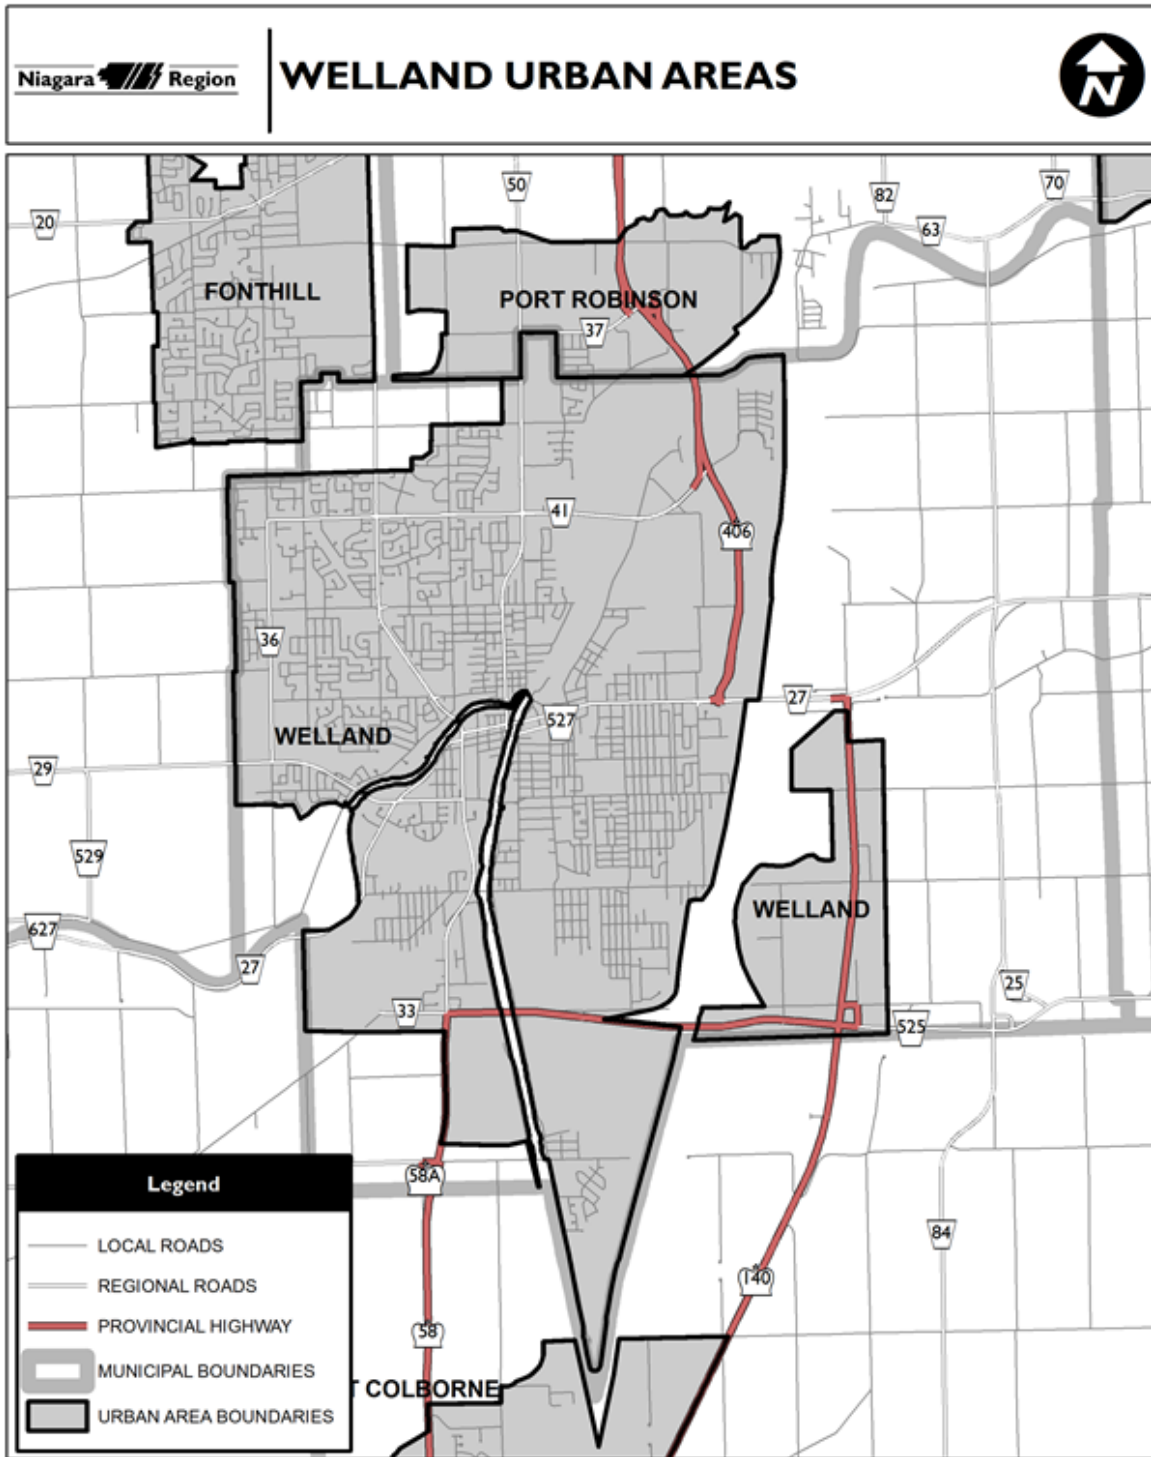 Niagara Region
WELLAND URBAN AREAS
N
50
82
70
20
63
FONTHILL
PORT ROBINSON
37
41
406
36
27
527
WELLAND
29
529
WELLAND
627
27
25
33
525
58A
84
140
58
T COLBORNE
Legend
LOCAL ROADS
REGIONAL ROADS
PROVINCIAL HIGHWAY
MUNICIPAL BOUNDARIES
URBAN AREA BOUNDARIES